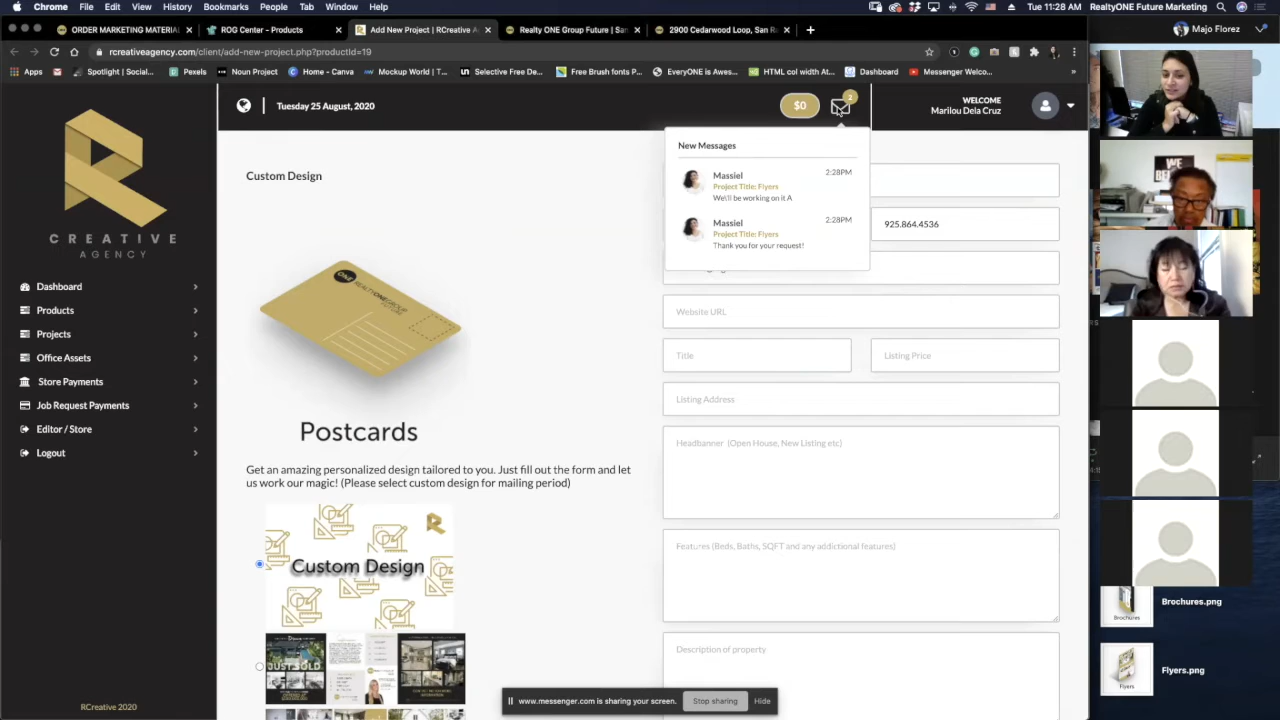 Chrome File Edit View History Bookmarks People Tab Window Help
11:28 AM RealtyONE Future Marketing
ORDER MARKETING MATERIAL
ROG Center - Products
Add New Project | RCreative A
Realty ONE Group Future | San
2900 Cedarwood Loop, San R
Majo Florez
rcreativeagency.com/client/add-new-project.php?productId=19
Apps
Spotlight | Social...
Pexels
Noun Project
Home - Canva
Mockup World | T...
Selective Free De...
Free Brush fonts P...
EveryONE is Awes...
HTML col width At...
Dashboard
Messenger Welco...
»
CREATIVE
AGENCY
Dashboard
Products
Projects
Office Assets
Store Payments
Job Request Payments
Editor / Store
Logout
RCreative 2020
Tuesday 25 August, 2020
$0
2
WELCOME
Marilou Dela Cruz
New Messages
Massiel 2:28PM
Project Title: Flyers
We\'ll be working on it A
Massiel 2:28PM
Project Title: Flyers
Thank you for your request!
Custom Design
ONE REALTYONEGROUP
FUTURE
Postcards
Get an amazing personalized design tailored to you. Just fill out the form and let
us work our magic! (Please select custom design for mailing period)
Custom Design
JUST SOLD
925.864.4536
Website URL
Title
Listing Price
Listing Address
Headbanner (Open House, New Listing etc)
Features (Beds, Baths, SQFT and any addictional features)
Description of property
www.messenger.com is sharing your screen.
Stop sharing
Hide
Brochures
Brochures.png
Flyers
Flyers.png